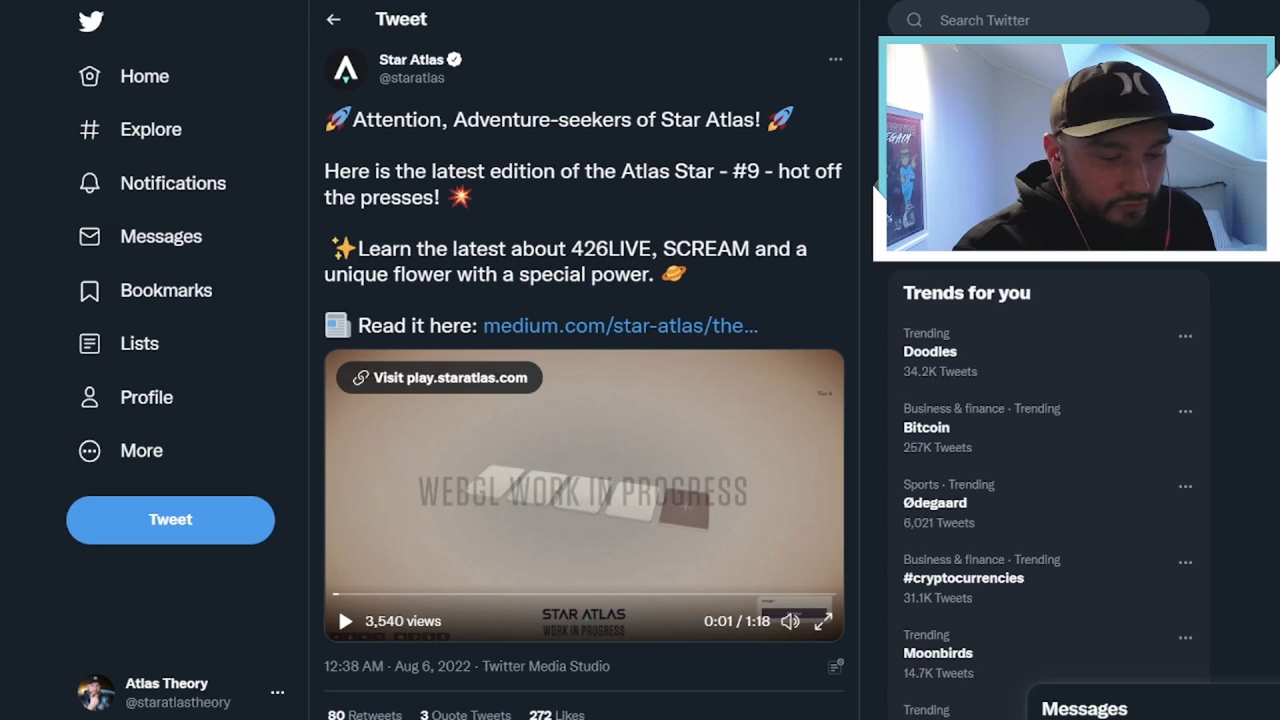 Home
Explore
Notifications
Messages
Bookmarks
Lists
Profile
More
Tweet
Atlas Theory
@staratlastheory
Tweet
Star Atlas
@staratlas
🚀Attention, Adventure-seekers of Star Atlas! 🚀
Here is the latest edition of the Atlas Star - #9 - hot off
the presses! 💥
✨Learn the latest about 426LIVE, SCREAM and a
unique flower with a special power. 🪐
📰 Read it here: medium.com/star-atlas/the...
Visit play.staratlas.com
WEBGL WORK IN PROGRESS
3,540 views
STAR ATLAS
WORK IN PROGRESS
0:01 / 1:18
12:38 AM · Aug 6, 2022 · Twitter Media Studio
80 Retweets 3 Quote Tweets 272 Likes
Search Twitter
Trends for you
Trending
Doodles
34.2K Tweets
Business & finance · Trending
Bitcoin
257K Tweets
Sports · Trending
Ødegaard
6,021 Tweets
Business & finance · Trending
#cryptocurrencies
31.1K Tweets
Trending
Moonbirds
14.7K Tweets
Trending
Messages